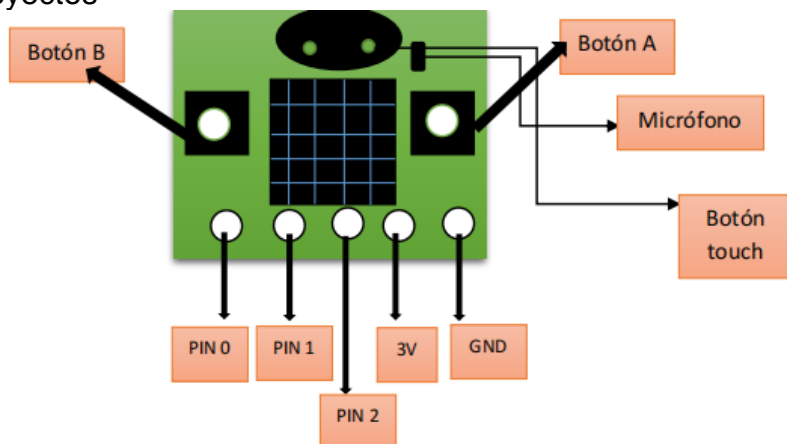 Botón B
Botón A
Micrófono
Botón
touch
PIN 0
PIN 1
3V
GND
PIN 2